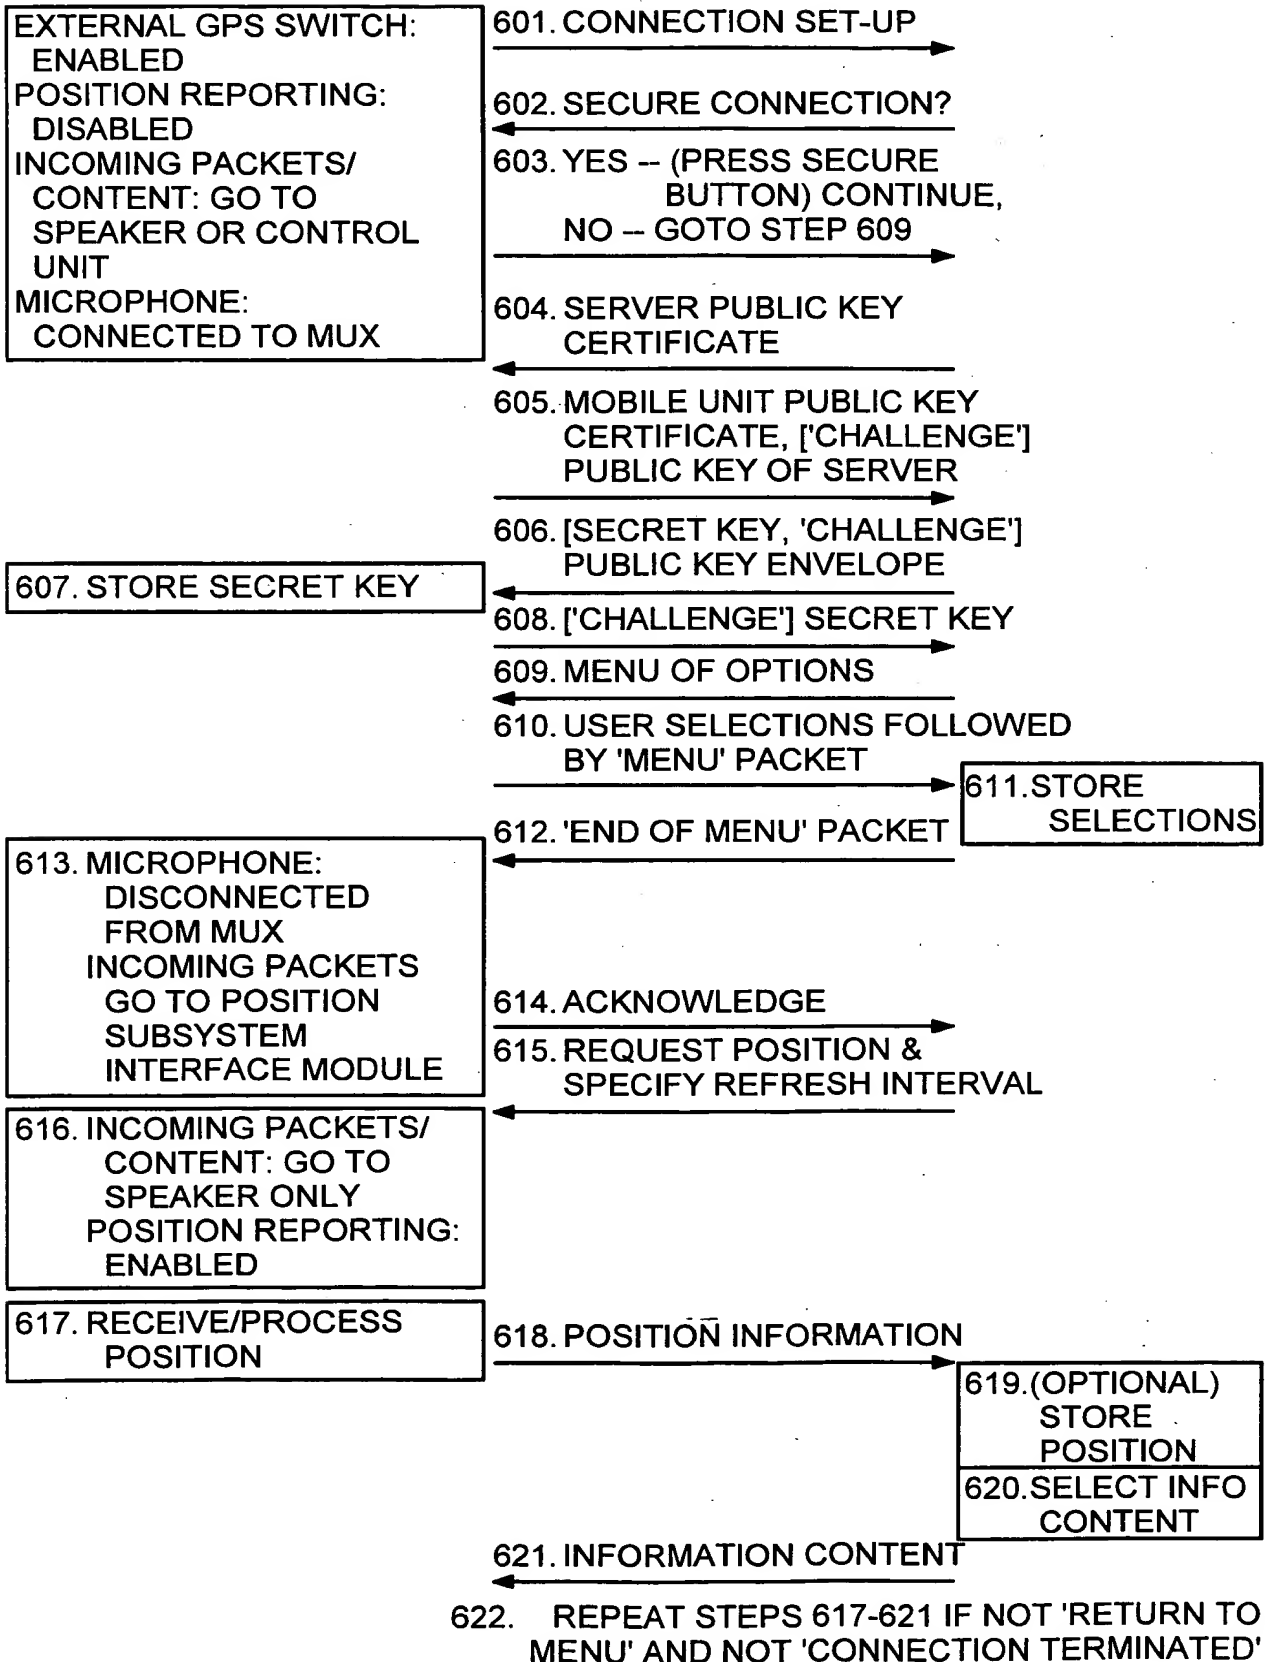 EXTERNAL GPS SWITCH:
ENABLED
POSITION REPORTING:
DISABLED
INCOMING PACKETS/
CONTENT: GO TO
SPEAKER OR CONTROL
UNIT
MICROPHONE:
CONNECTED TO MUX
601. CONNECTION SET-UP
602. SECURE CONNECTION?
603. YES -- (PRESS SECURE
BUTTON) CONTINUE,
NO -- GOTO STEP 609
604. SERVER PUBLIC KEY
CERTIFICATE
605. MOBILE UNIT PUBLIC KEY
CERTIFICATE, ['CHALLENGE']
PUBLIC KEY OF SERVER
606. [SECRET KEY, 'CHALLENGE']
PUBLIC KEY ENVELOPE
607. STORE SECRET KEY
608. ['CHALLENGE'] SECRET KEY
609. MENU OF OPTIONS
610. USER SELECTIONS FOLLOWED
BY 'MENU' PACKET
611. STORE
SELECTIONS
612. 'END OF MENU' PACKET
613. MICROPHONE:
DISCONNECTED
FROM MUX
INCOMING PACKETS
GO TO POSITION
SUBSYSTEM
INTERFACE MODULE
614. ACKNOWLEDGE
615. REQUEST POSITION &
SPECIFY REFRESH INTERVAL
616. INCOMING PACKETS/
CONTENT: GO TO
SPEAKER ONLY
POSITION REPORTING:
ENABLED
617. RECEIVE/PROCESS
POSITION
618. POSITION INFORMATION
619. (OPTIONAL)
STORE
POSITION
620. SELECT INFO
CONTENT
621. INFORMATION CONTENT
622. REPEAT STEPS 617-621 IF NOT 'RETURN TO
MENU' AND NOT 'CONNECTION TERMINATED'